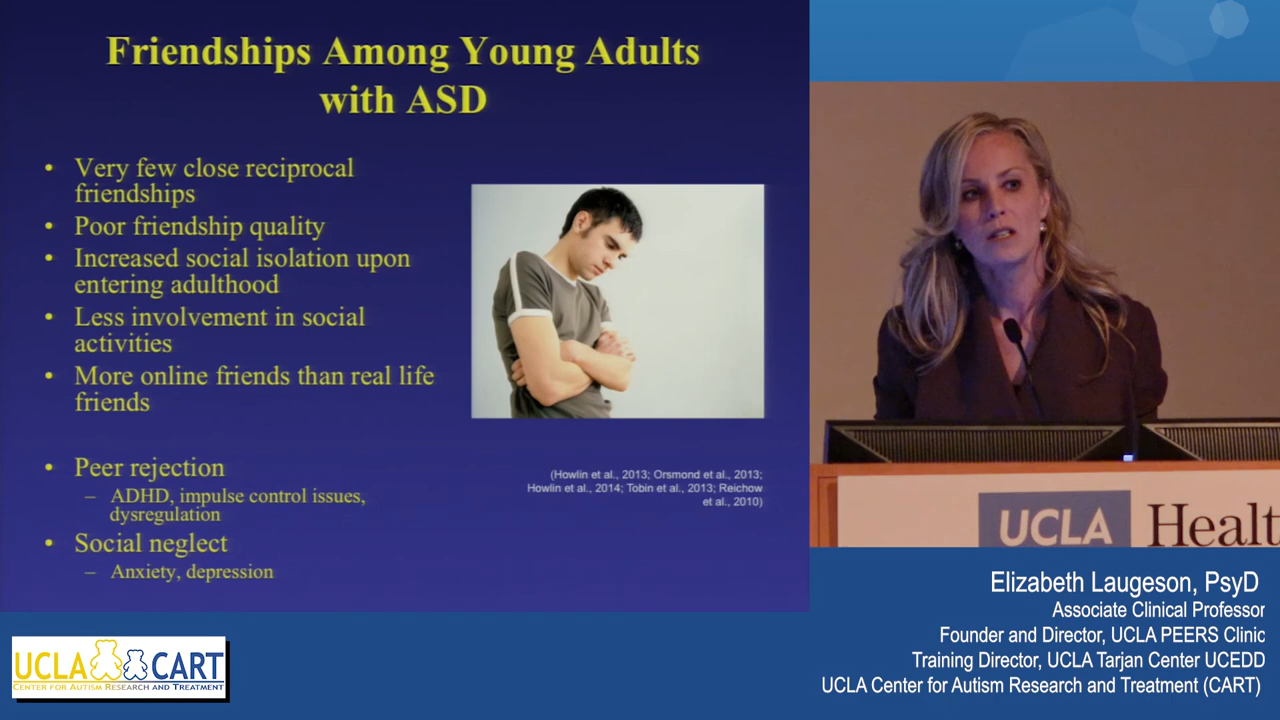 Friendships Among Young Adults
with ASD
• Very few close reciprocal
friendships
• Poor friendship quality
• Increased social isolation upon
entering adulthood
• Less involvement in social
activities
• More online friends than real life
friends
• Peer rejection
– ADHD, impulse control issues,
dysregulation
• Social neglect
– Anxiety, depression
(Howlin et al., 2013; Orsmond et al., 2013;
Howlin et al., 2014; Tobin et al., 2013; Reichow
et al., 2010)
UCLA Health
Elizabeth Laugeson, PsyD
Associate Clinical Professor
Founder and Director, UCLA PEERS Clinic
Training Director, UCLA Tarjan Center UCEDD
UCLA Center for Autism Research and Treatment (CART)
UCLA CART
CENTER FOR AUTISM RESEARCH AND TREATMENT